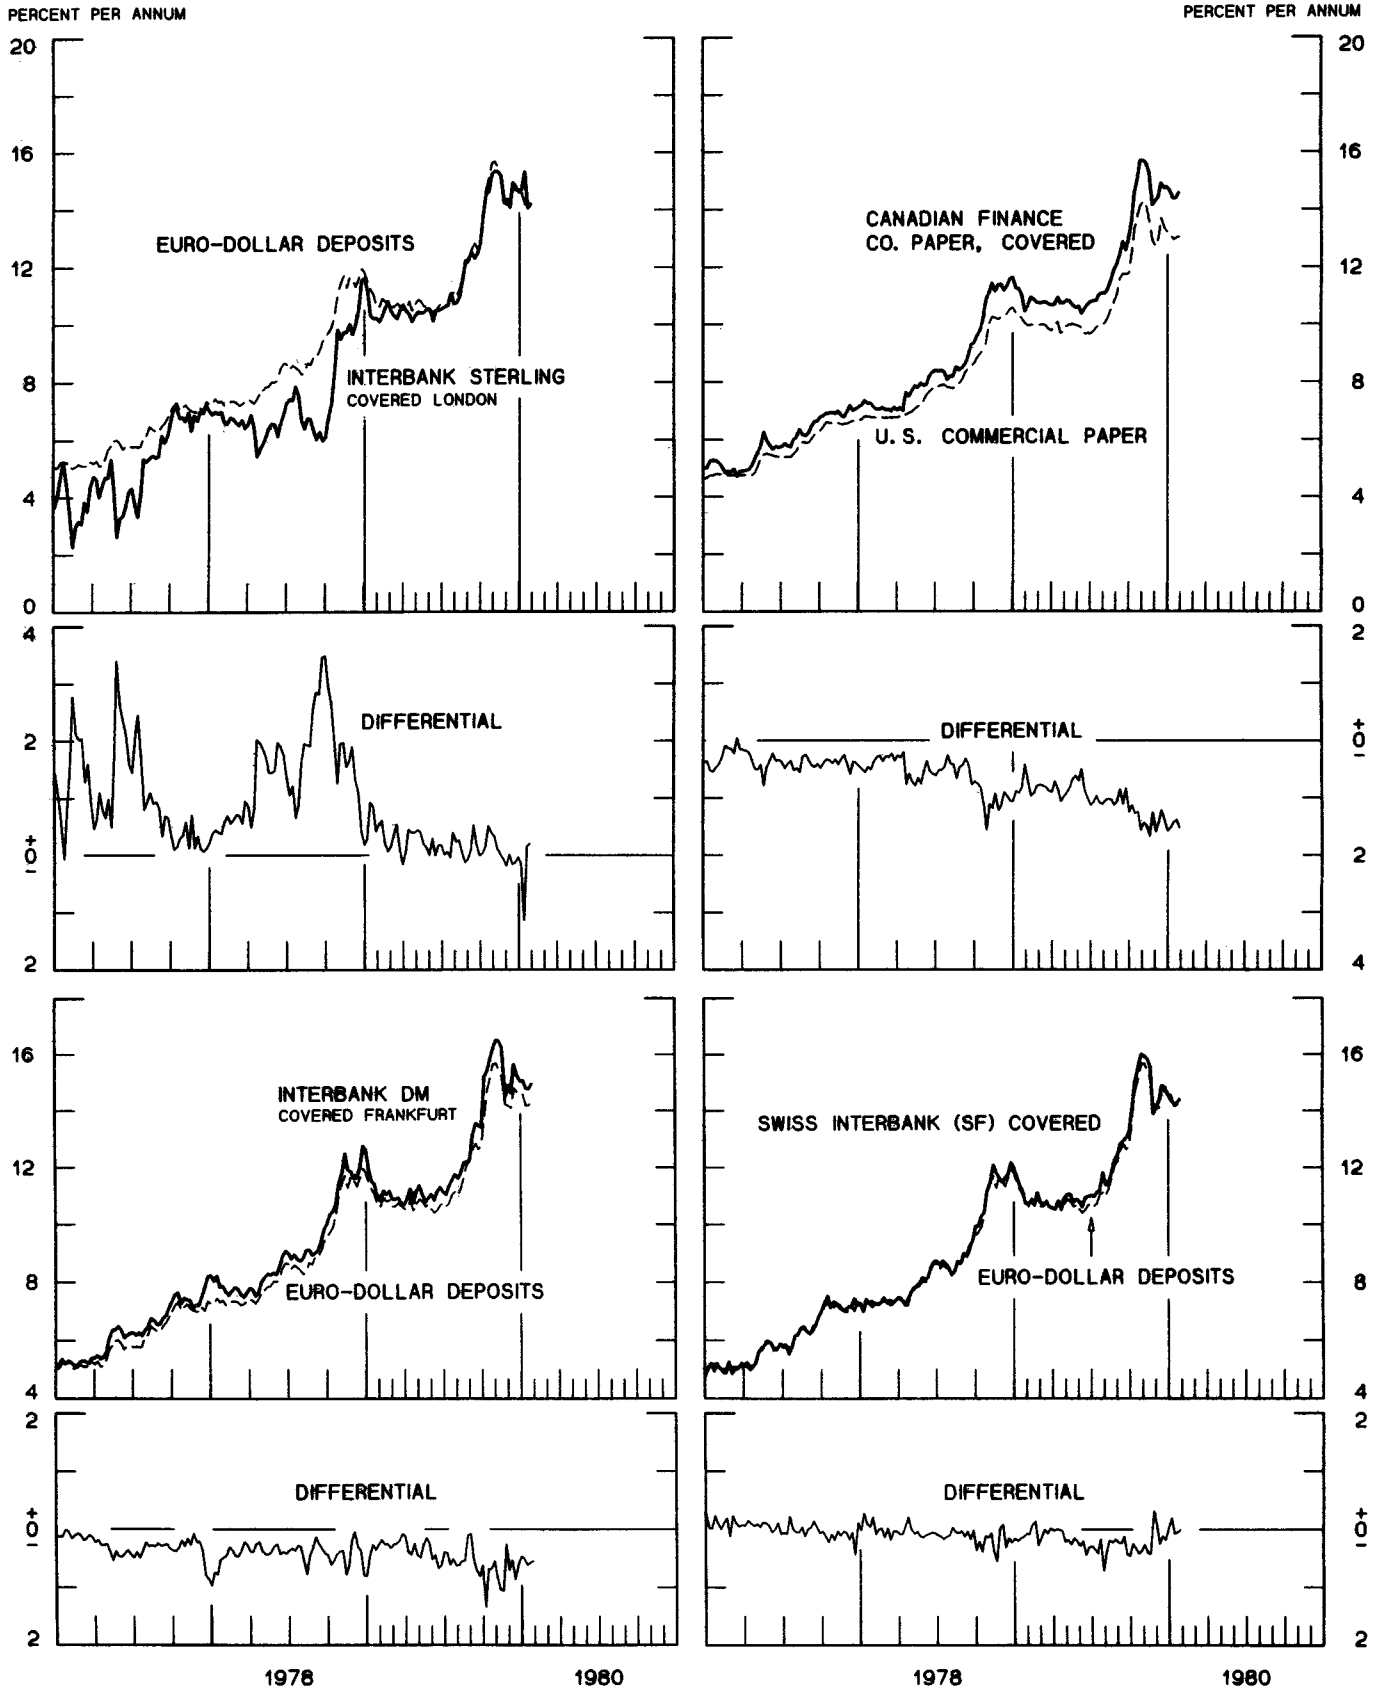 PERCENT PER ANNUM
PERCENT PER ANNUM
20
16
12
8
4
0
EURO-DOLLAR DEPOSITS
INTERBANK STERLING
COVERED LONDON
20
16
12
8
4
0
CANADIAN FINANCE
CO. PAPER, COVERED
U. S. COMMERCIAL PAPER
4
2
+
0
−
2
DIFFERENTIAL
2
+
0
−
2
4
DIFFERENTIAL
16
12
8
4
INTERBANK DM
COVERED FRANKFURT
EURO-DOLLAR DEPOSITS
16
12
8
4
SWISS INTERBANK (SF) COVERED
EURO-DOLLAR DEPOSITS
2
+
0
−
2
DIFFERENTIAL
2
+
0
−
2
DIFFERENTIAL
1978
1980
1978
1980